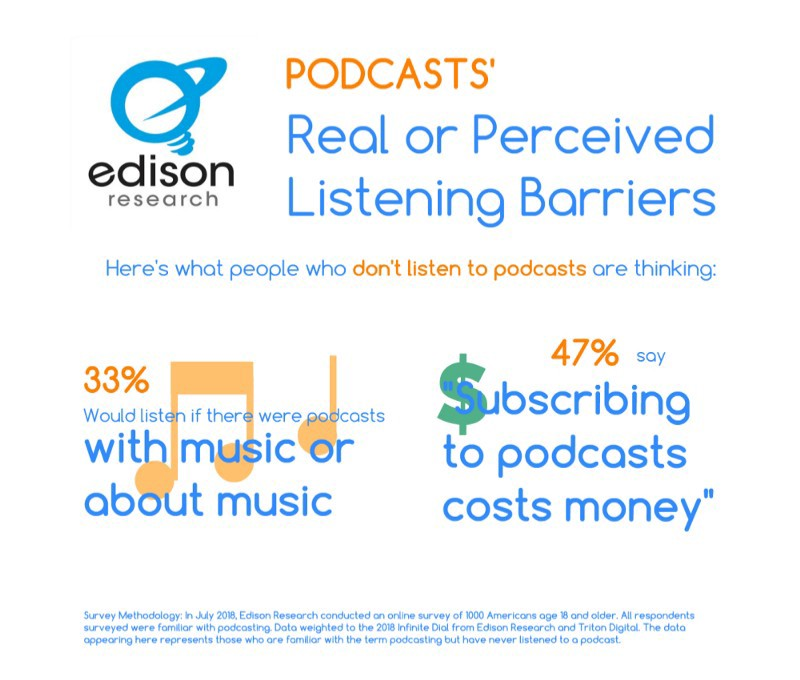 edison
research
PODCASTS'
Real or Perceived
Listening Barriers
Here's what people who don't listen to podcasts are thinking:
33%
Would listen if there were podcasts
with music or
about music
47% say
"Subscribing
to podcasts
costs money"
$
Survey Methodology: In July 2018, Edison Research conducted an online survey of 1000 Americans age 18 and older. All respondents
surveyed were familiar with podcasting. Data weighted to the 2018 Infinite Dial from Edison Research and Triton Digital. The data
appearing here represents those who are familiar with the term podcasting but have never listened to a podcast.